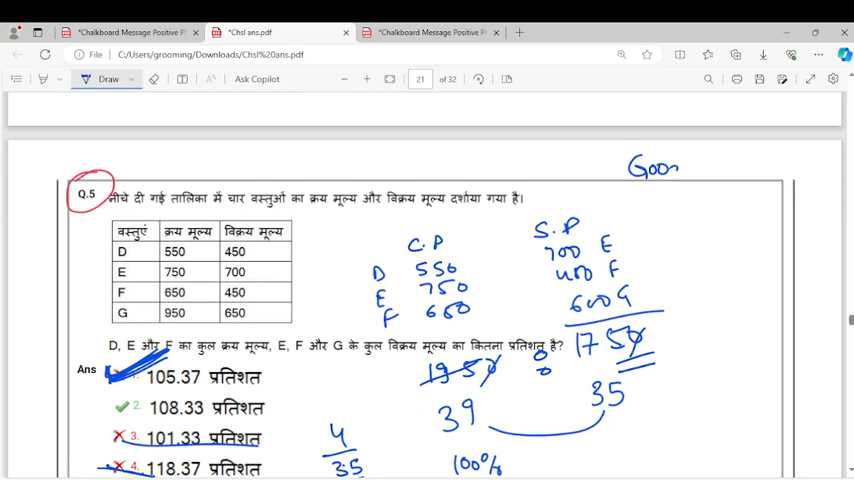 *Chalkboard Message Positive P
*Chsl ans.pdf
*Chalkboard Message Positive P
File
C:/Users/grooming/Downloads/Chsl%20ans.pdf
Draw
Ask Copilot
21 of 32
Goo
Q.5 नीचे दी गई तालिका में चार वस्तुओं का क्रय मूल्य और विक्रय मूल्य दर्शाया गया है।
वस्तुएं क्रय मूल्य विक्रय मूल्य
D 550 450
E 750 700
F 650 450
G 950 650
C.P
D 550
E 750
F 650
S.P
700 E
600 G
1750
D, E और F का कुल क्रय मूल्य, E, F और G के कुल विक्रय मूल्य का कितना प्रतिशत है?
1950
39
35
Ans
1. 105.37 प्रतिशत
2. 108.33 प्रतिशत
3. 101.33 प्रतिशत
4. 118.37 प्रतिशत
4
35
100%